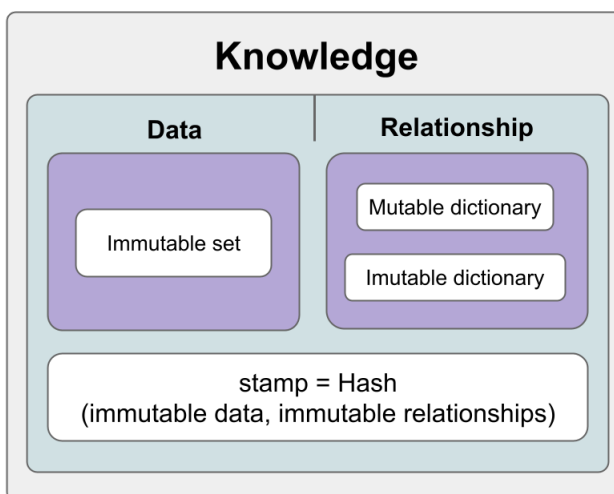 Knowledge
Data
Relationship
Immutable set
Mutable dictionary
Imutable dictionary
stamp = Hash
(immutable data, immutable relationships)